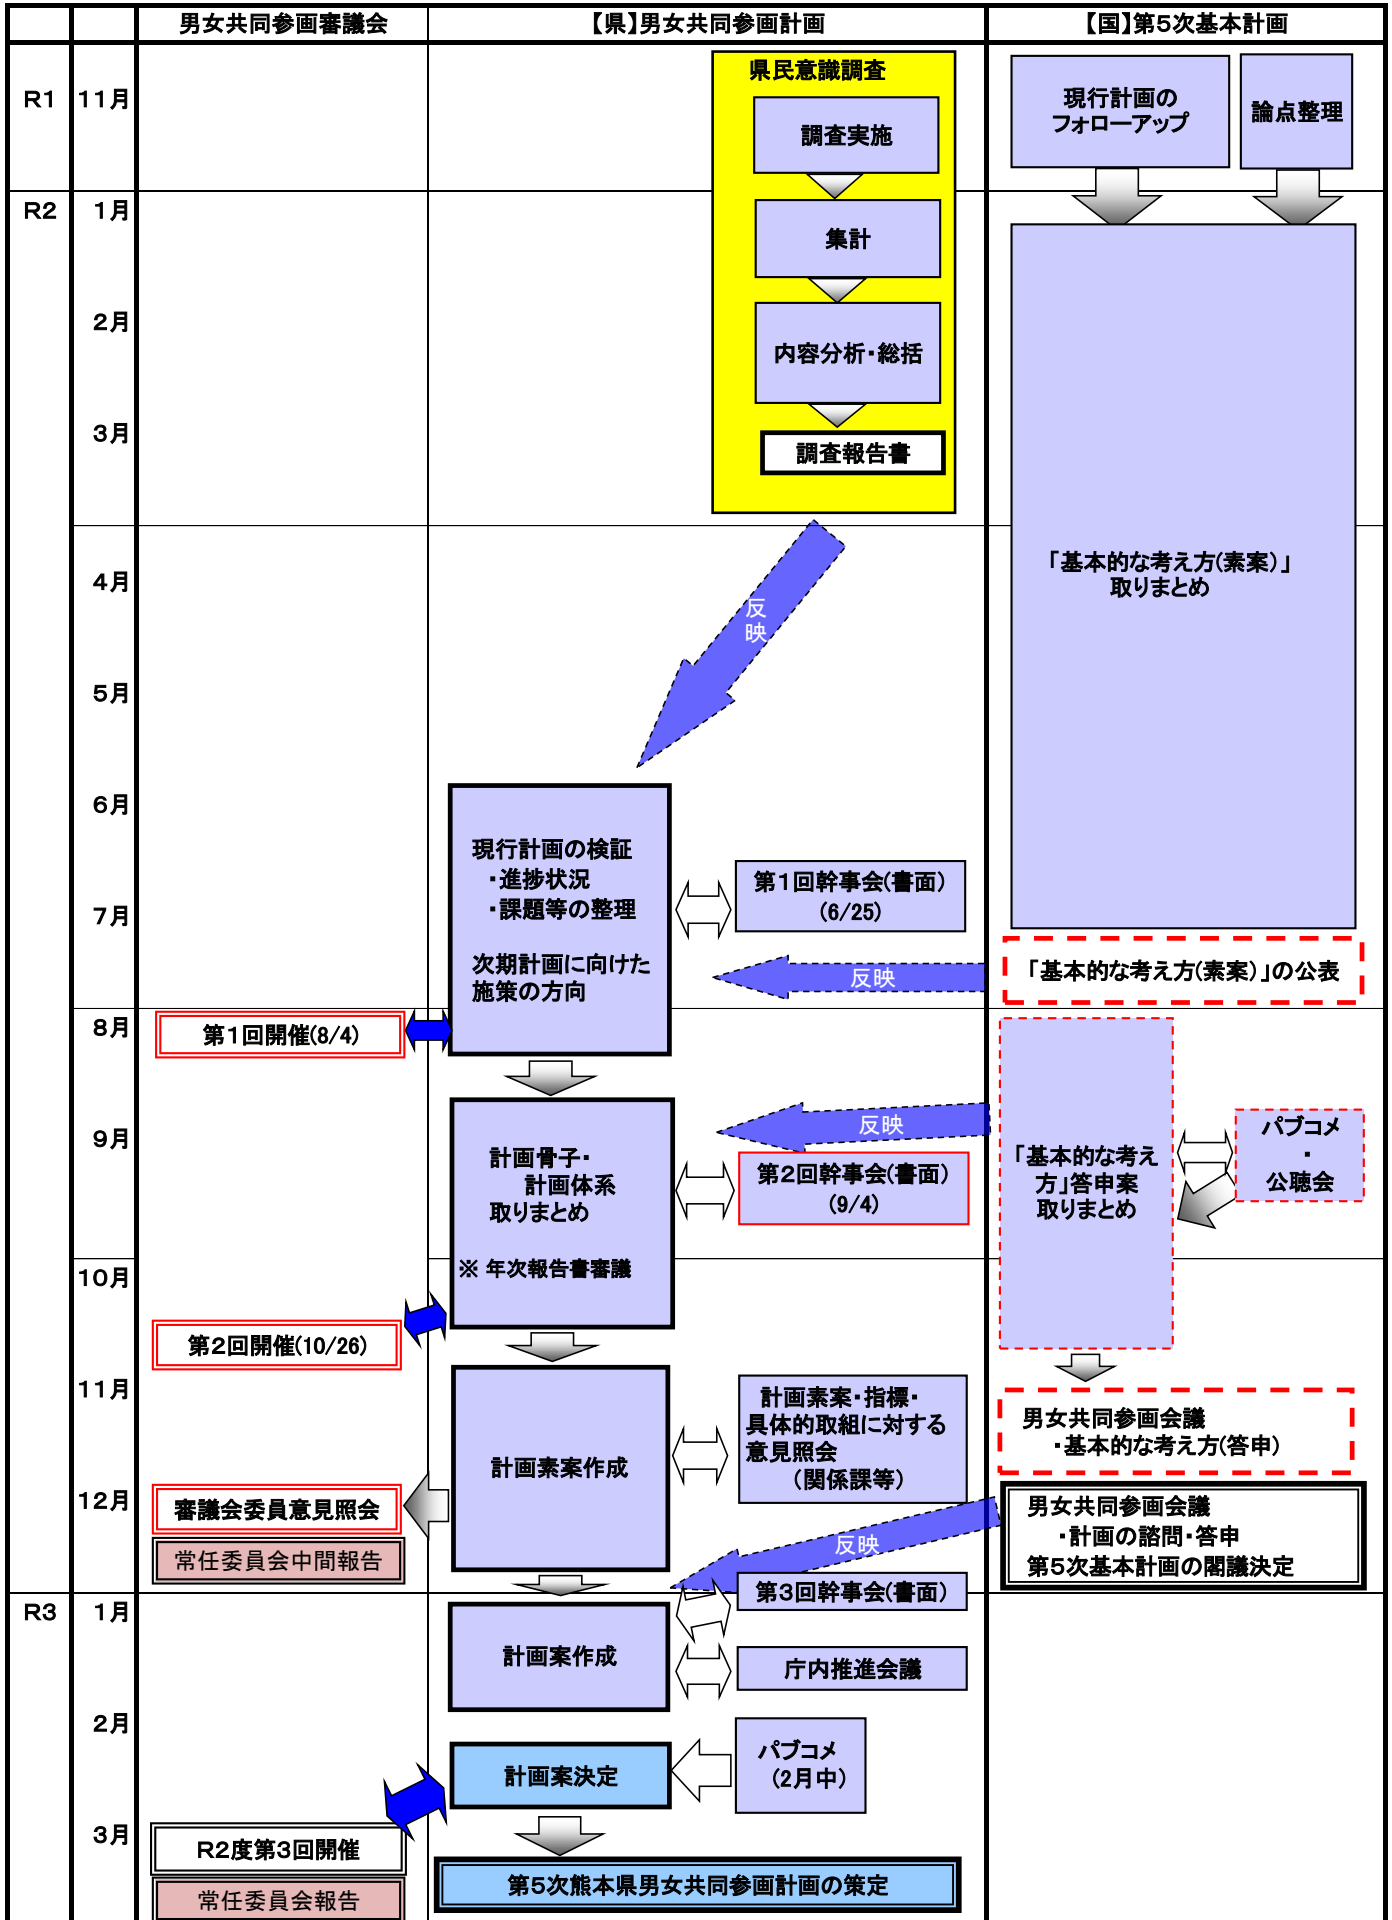 男女共同参画審議会
【県】男女共同参画計画
【国】第5次基本計画
R1
11月
県民意識調査
調査実施
現行計画の
フォローアップ
論点整理
R2
1月
集計
2月
内容分析・総括
3月
調査報告書
4月
反
映
「基本的な考え方(素案)」
取りまとめ
5月
6月
現行計画の検証
・進捗状況
・課題等の整理
次期計画に向けた
施策の方向
第1回幹事会(書面)
(6/25)
7月
反映
「基本的な考え方(素案)」の公表
8月
第1回開催(8/4)
9月
計画骨子・
計画体系
取りまとめ
※ 年次報告書審議
反映
第2回幹事会(書面)
(9/4)
「基本的な考え
方」答申案
取りまとめ
パブコメ
・
公聴会
10月
第2回開催(10/26)
11月
計画素案作成
計画素案・指標・
具体的取組に対する
意見照会
(関係課等)
男女共同参画会議
・基本的な考え方(答申)
12月
審議会委員意見照会
常任委員会中間報告
反映
男女共同参画会議
・計画の諮問・答申
第5次基本計画の閣議決定
R3
1月
計画案作成
第3回幹事会(書面)
庁内推進会議
2月
計画案決定
パブコメ
(2月中)
3月
R2度第3回開催
常任委員会報告
第5次熊本県男女共同参画計画の策定